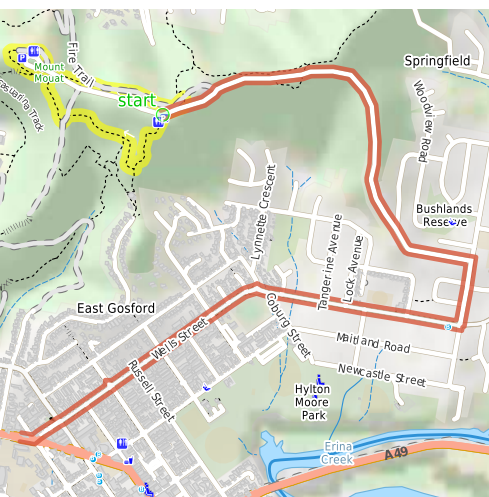 Springfield
Fire Trail
Mount
Mouat
start
Woodview Road
Lynnette Crescent
Bushlands
Reserve
Tangerine Avenue
Lock Avenue
East Gosford
Coburg Street
Wells Street
Maitland Road
Russell Street
Newcastle Street
Hylton
Moore
Park
Erina
Creek
A49